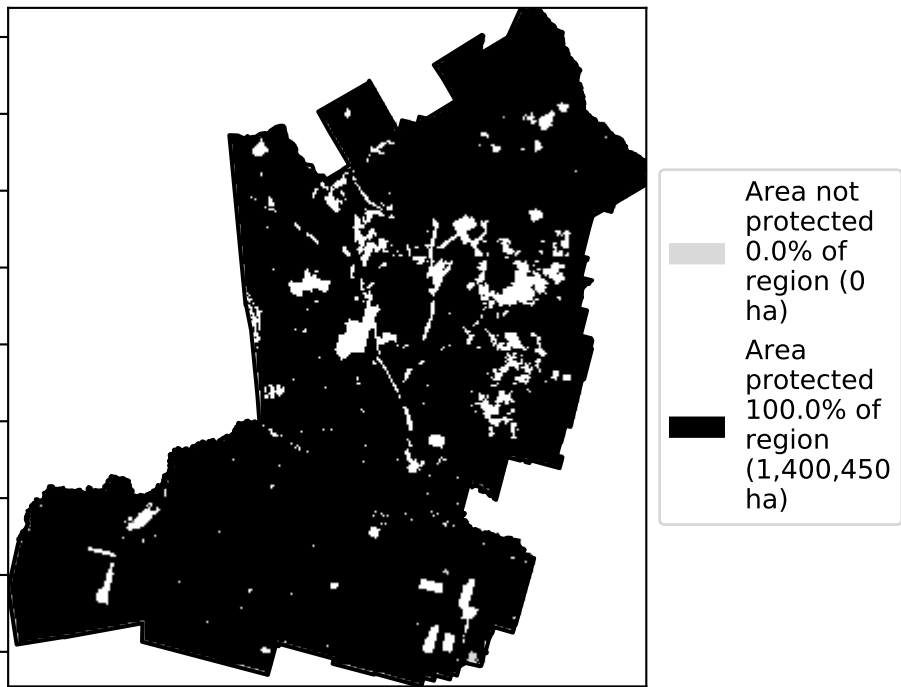 Area not
protected
0.0% of
region (0
ha)
Area
protected
100.0% of
region
(1,400,450
ha)